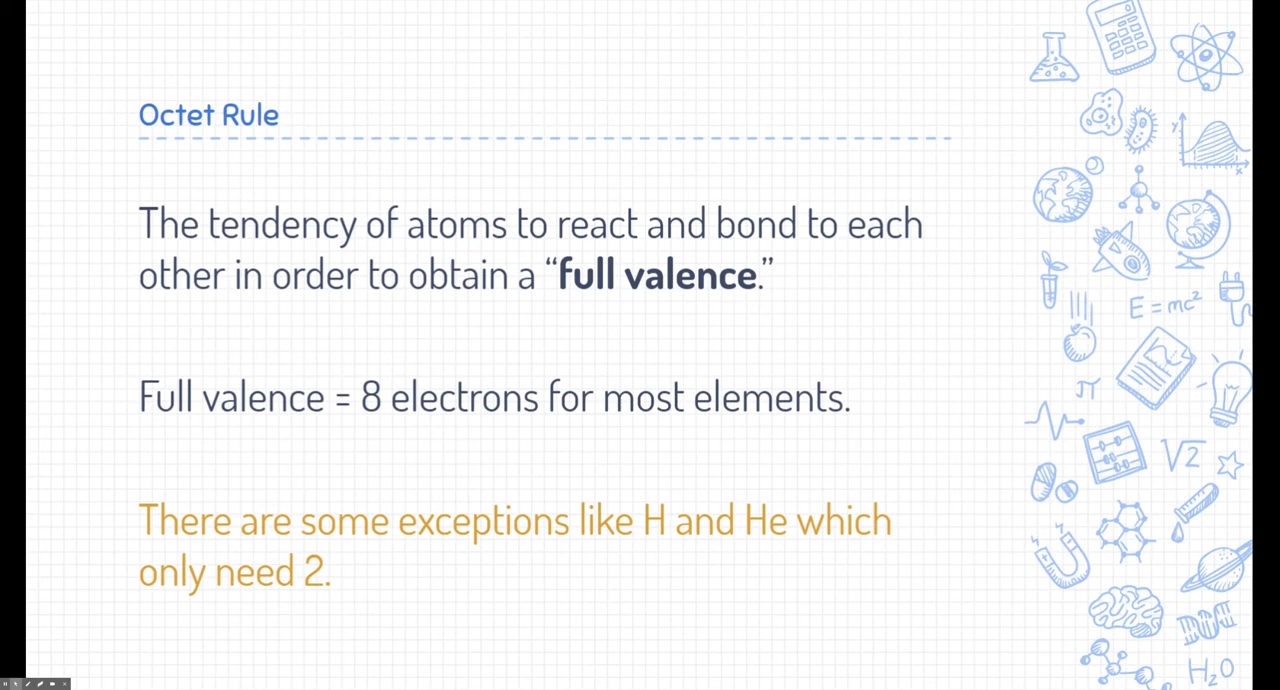 Octet Rule
The tendency of atoms to react and bond to each
other in order to obtain a “full valence.”
Full valence = 8 electrons for most elements.
There are some exceptions like H and He which
only need 2.
y
x
E = mc²
π
√2
H₂O